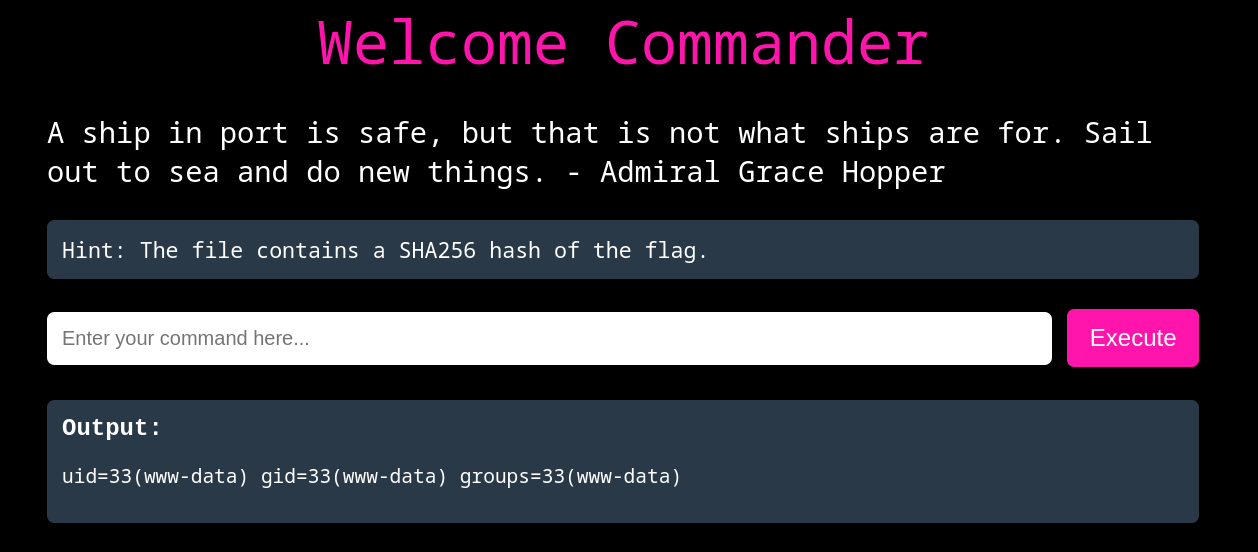 Welcome Commander
A ship in port is safe, but that is not what ships are for. Sail
out to sea and do new things. - Admiral Grace Hopper
Hint: The file contains a SHA256 hash of the flag.
Enter your command here...
Execute
Output:
uid=33(www-data) gid=33(www-data) groups=33(www-data)